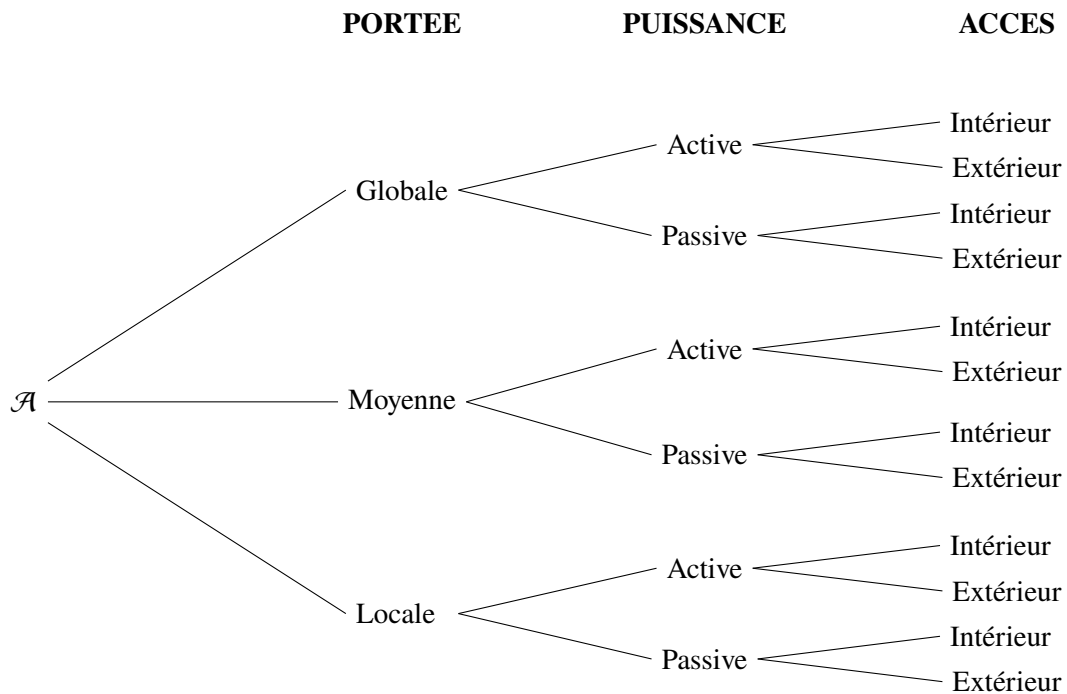 PORTEE PUISSANCE ACCES
Intérieur
Active
Extérieur
Globale
Intérieur
Passive
Extérieur
Intérieur
Active
Extérieur
𝒜 Moyenne
Intérieur
Passive
Extérieur
Intérieur
Active
Extérieur
Locale
Intérieur
Passive
Extérieur